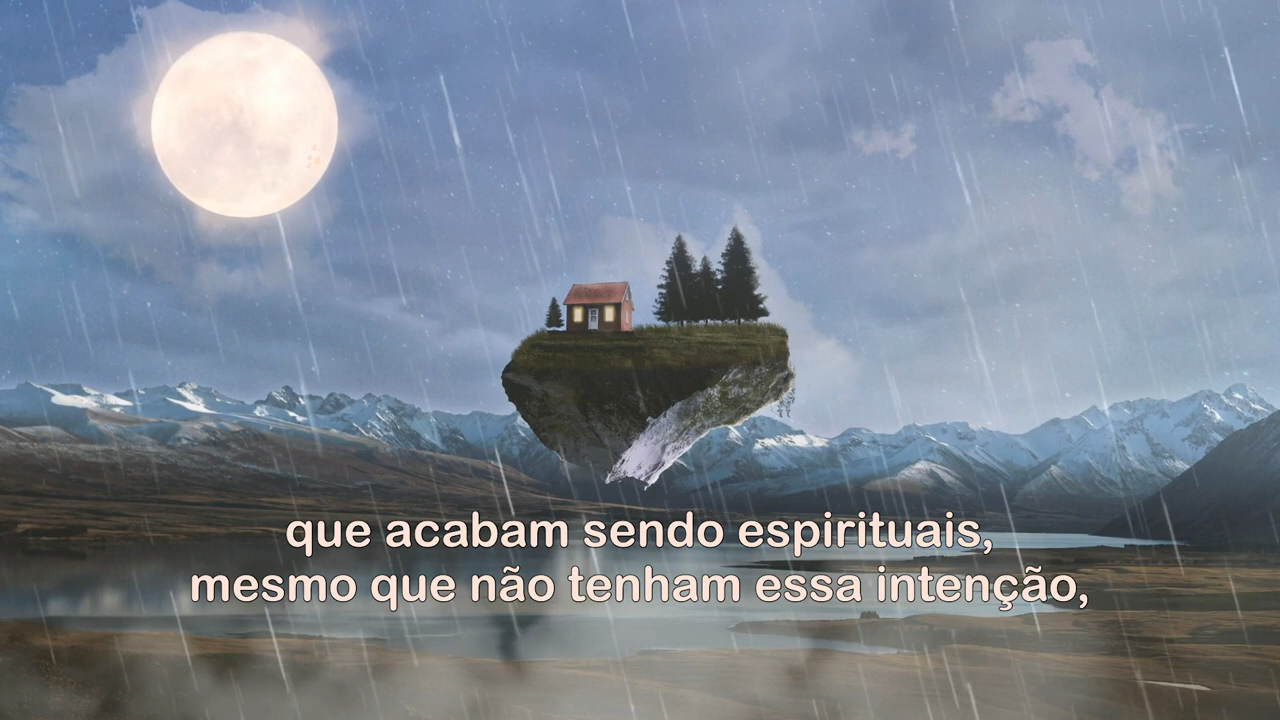 que acabam sendo espirituais,
mesmo que não tenham essa intenção,